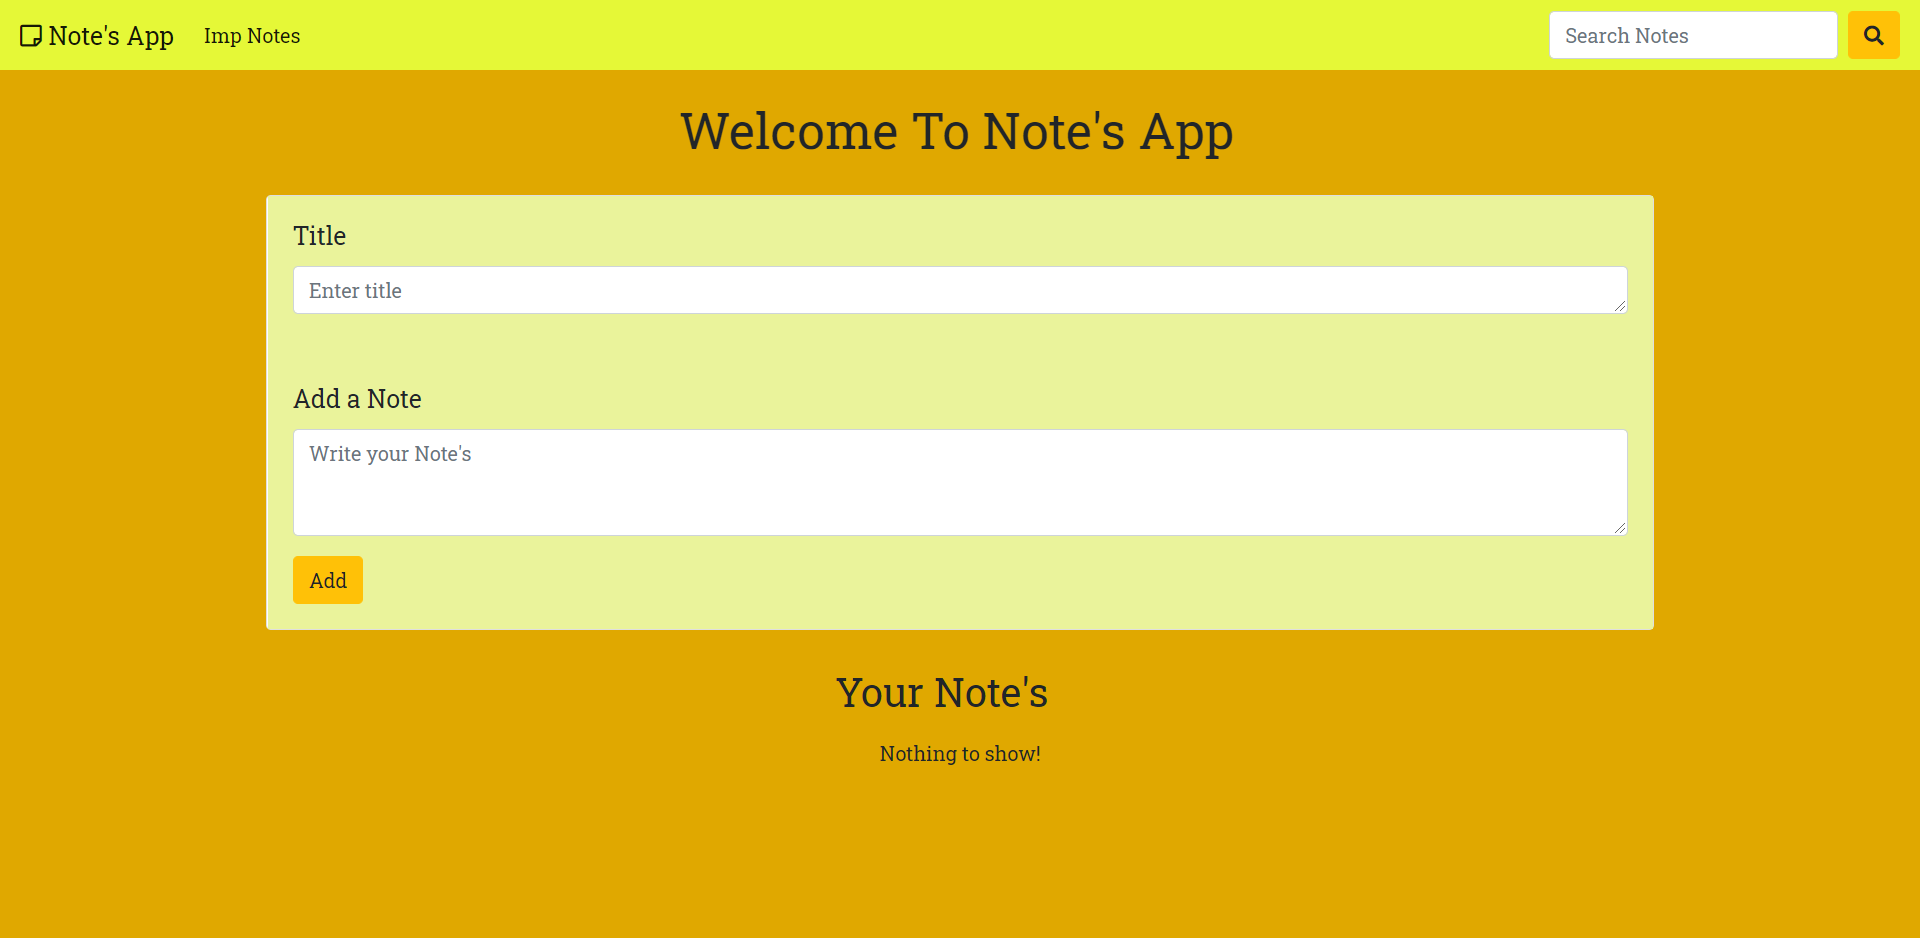 Note's App
Imp Notes
Search Notes
Welcome To Note's App
Title
Enter title
Add a Note
Write your Note's
Add
Your Note's
Nothing to show!